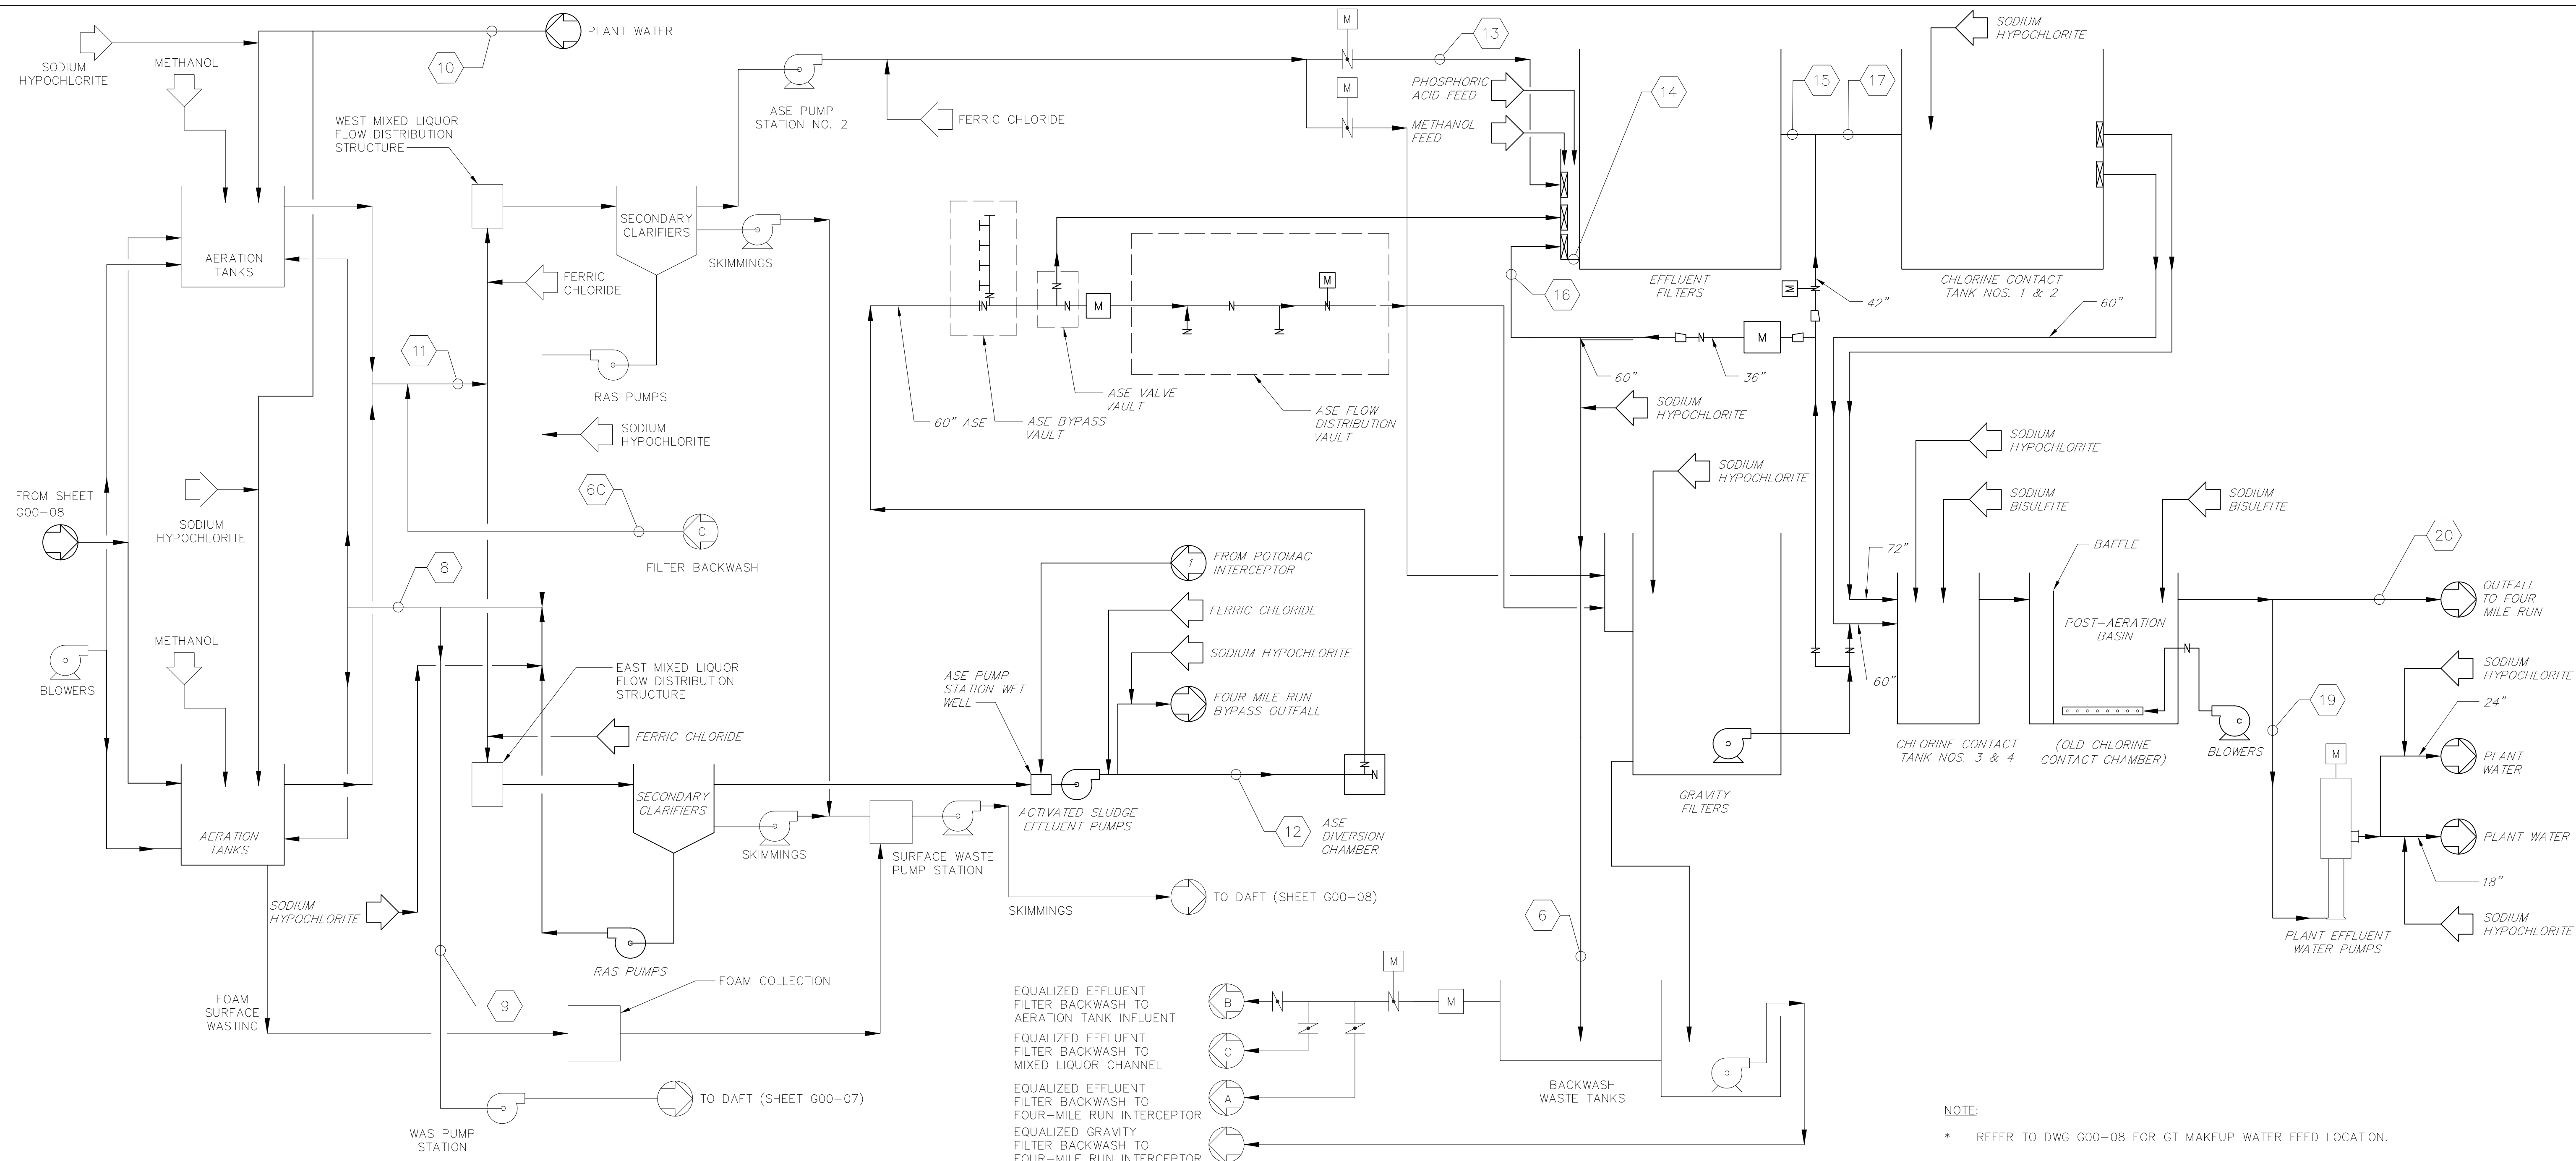 SODIUM
HYPOCHLORITE
10
PLANT WATER
METHANOL
WEST MIXED LIQUOR
FLOW DISTRIBUTION
STRUCTURE
AERATION
TANKS
ASE PUMP
STATION NO. 2
FERRIC CHLORIDE
M
M
13
PHOSPHORIC
ACID FEED
METHANOL
FEED
14
EFFLUENT
FILTERS
15
17
SODIUM
HYPOCHLORITE
CHLORINE CONTACT
TANK NOS. 1 & 2
SECONDARY
CLARIFIERS
SKIMMINGS
FERRIC
CHLORIDE
11
RAS PUMPS
SODIUM
HYPOCHLORITE
6C
C
FILTER BACKWASH
60" ASE
ASE BYPASS
VAULT
ASE VALVE
VAULT
M
M
ASE FLOW
DISTRIBUTION
VAULT
16
60"
36"
M
M
42"
60"
SODIUM
HYPOCHLORITE
SODIUM
HYPOCHLORITE
FROM SHEET
G00-08
SODIUM
HYPOCHLORITE
8
METHANOL
BLOWERS
AERATION
TANKS
EAST MIXED LIQUOR
FLOW DISTRIBUTION
STRUCTURE
FERRIC CHLORIDE
SECONDARY
CLARIFIERS
SKIMMINGS
SURFACE WASTE
PUMP STATION
RAS PUMPS
SODIUM
HYPOCHLORITE
FOAM
SURFACE
WASTING
9
FOAM COLLECTION
WAS PUMP
STATION
TO DAFT (SHEET G00-07)
1
FROM POTOMAC
INTERCEPTOR
FERRIC CHLORIDE
SODIUM HYPOCHLORITE
FOUR MILE RUN
BYPASS OUTFALL
ASE PUMP
STATION WET
WELL
ACTIVATED SLUDGE
EFFLUENT PUMPS
12
ASE
DIVERSION
CHAMBER
SKIMMINGS
TO DAFT (SHEET G00-08)
GRAVITY
FILTERS
6
M
M
EQUALIZED EFFLUENT
FILTER BACKWASH TO
AERATION TANK INFLUENT
B
EQUALIZED EFFLUENT
FILTER BACKWASH TO
MIXED LIQUOR CHANNEL
C
EQUALIZED EFFLUENT
FILTER BACKWASH TO
FOUR-MILE RUN INTERCEPTOR
A
EQUALIZED GRAVITY
FILTER BACKWASH TO
FOUR-MILE RUN INTERCEPTOR
BACKWASH
WASTE TANKS
SODIUM
HYPOCHLORITE
SODIUM
BISULFITE
SODIUM
BISULFITE
72"
60"
BAFFLE
POST-AERATION
BASIN
CHLORINE CONTACT
TANK NOS. 3 & 4
(OLD CHLORINE
CONTACT CHAMBER)
BLOWERS
20
OUTFALL
TO FOUR
MILE RUN
19
SODIUM
HYPOCHLORITE
24"
M
PLANT
WATER
PLANT WATER
18"
SODIUM
HYPOCHLORITE
PLANT EFFLUENT
WATER PUMPS
NOTE:
* REFER TO DWG G00-08 FOR GT MAKEUP WATER FEED LOCATION.